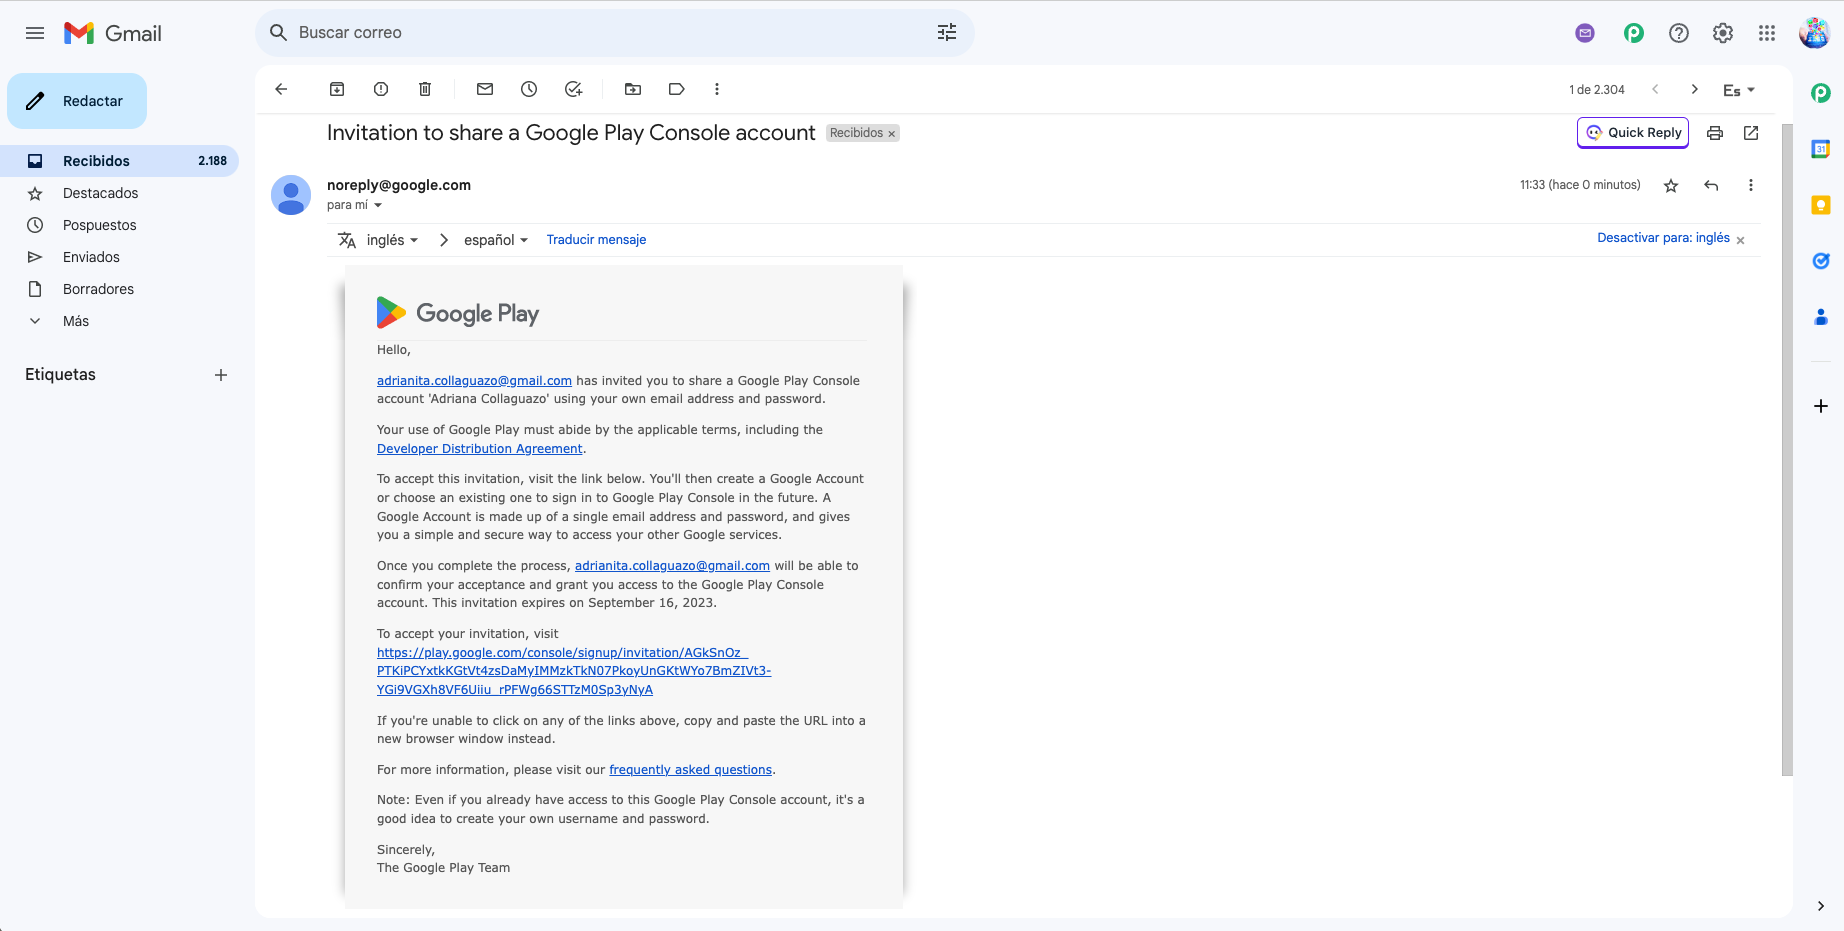 Gmail
Buscar correo
Redactar
1 de 2.304
Es
Invitation to share a Google Play Console account
Recibidos ×
Quick Reply
Recibidos 2.188
Destacados
Pospuestos
Enviados
Borradores
Más
Etiquetas
noreply@google.com
11:33 (hace 0 minutos)
para mí
inglés
español
Traducir mensaje
Desactivar para: inglés ×
Google Play
Hello,
adrianita.collaguazo@gmail.com has invited you to share a Google Play Console
account 'Adriana Collaguazo' using your own email address and password.
Your use of Google Play must abide by the applicable terms, including the
Developer Distribution Agreement.
To accept this invitation, visit the link below. You'll then create a Google Account
or choose an existing one to sign in to Google Play Console in the future. A
Google Account is made up of a single email address and password, and gives
you a simple and secure way to access your other Google services.
Once you complete the process, adrianita.collaguazo@gmail.com will be able to
confirm your acceptance and grant you access to the Google Play Console
account. This invitation expires on September 16, 2023.
To accept your invitation, visit
https://play.google.com/console/signup/invitation/AGkSnOz_
PTKiPCYxtkKGtVt4zsDaMyIMMzkTkN07PkoyUnGKtWYo7BmZIVt3-
YGi9VGXh8VF6Uiiu_rPFWg66STTzM0Sp3yNyA
If you're unable to click on any of the links above, copy and paste the URL into a
new browser window instead.
For more information, please visit our frequently asked questions.
Note: Even if you already have access to this Google Play Console account, it's a
good idea to create your own username and password.
Sincerely,
The Google Play Team
31